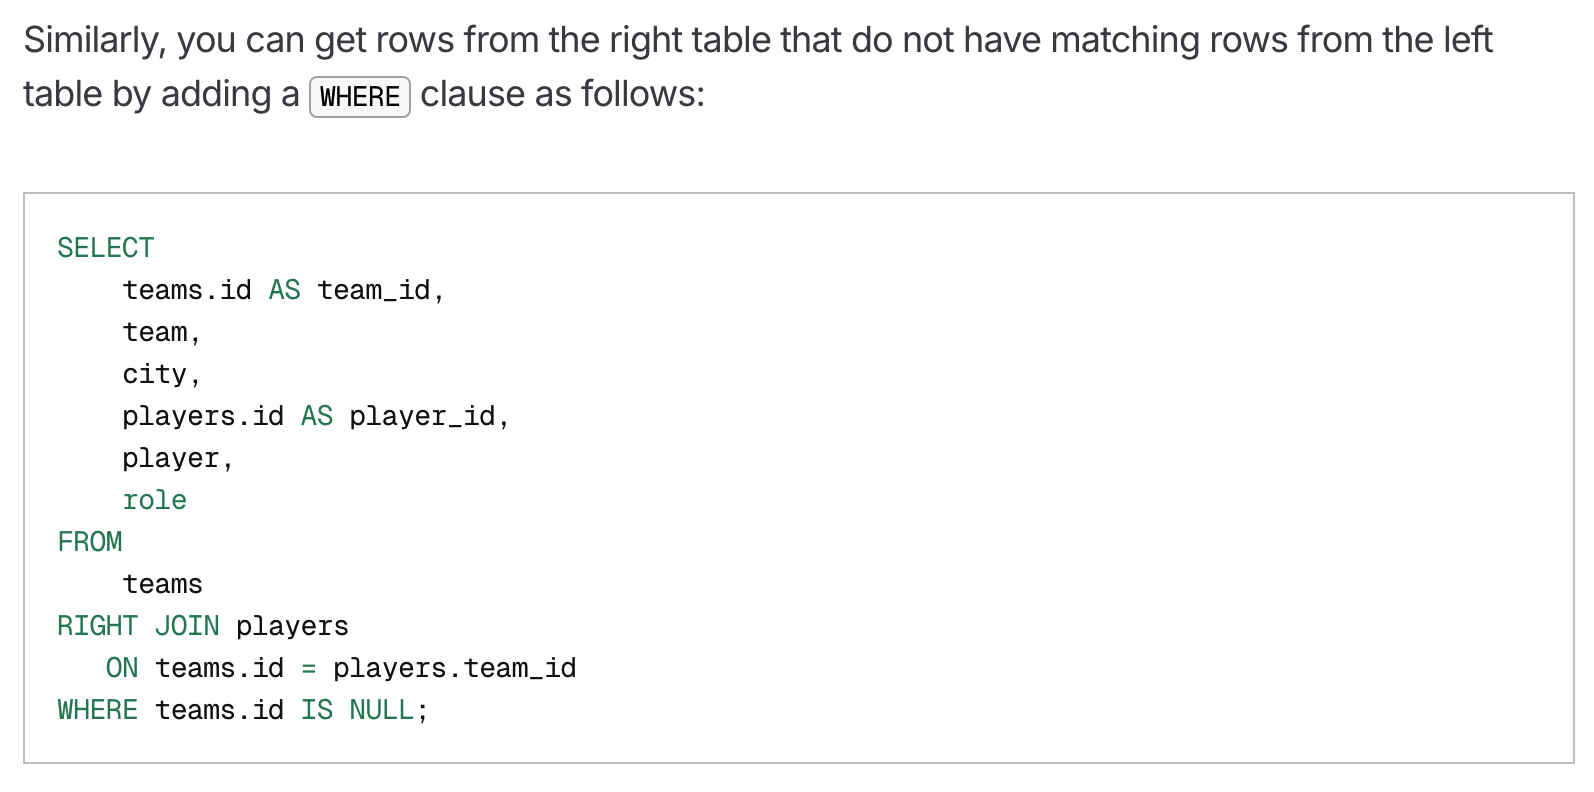 Similarly, you can get rows from the right table that do not have matching rows from the left
table by adding a WHERE clause as follows:
SELECT
    teams.id AS team_id,
    team,
    city,
    players.id AS player_id,
    player,
    role
FROM
    teams
RIGHT JOIN players
   ON teams.id = players.team_id
WHERE teams.id IS NULL;